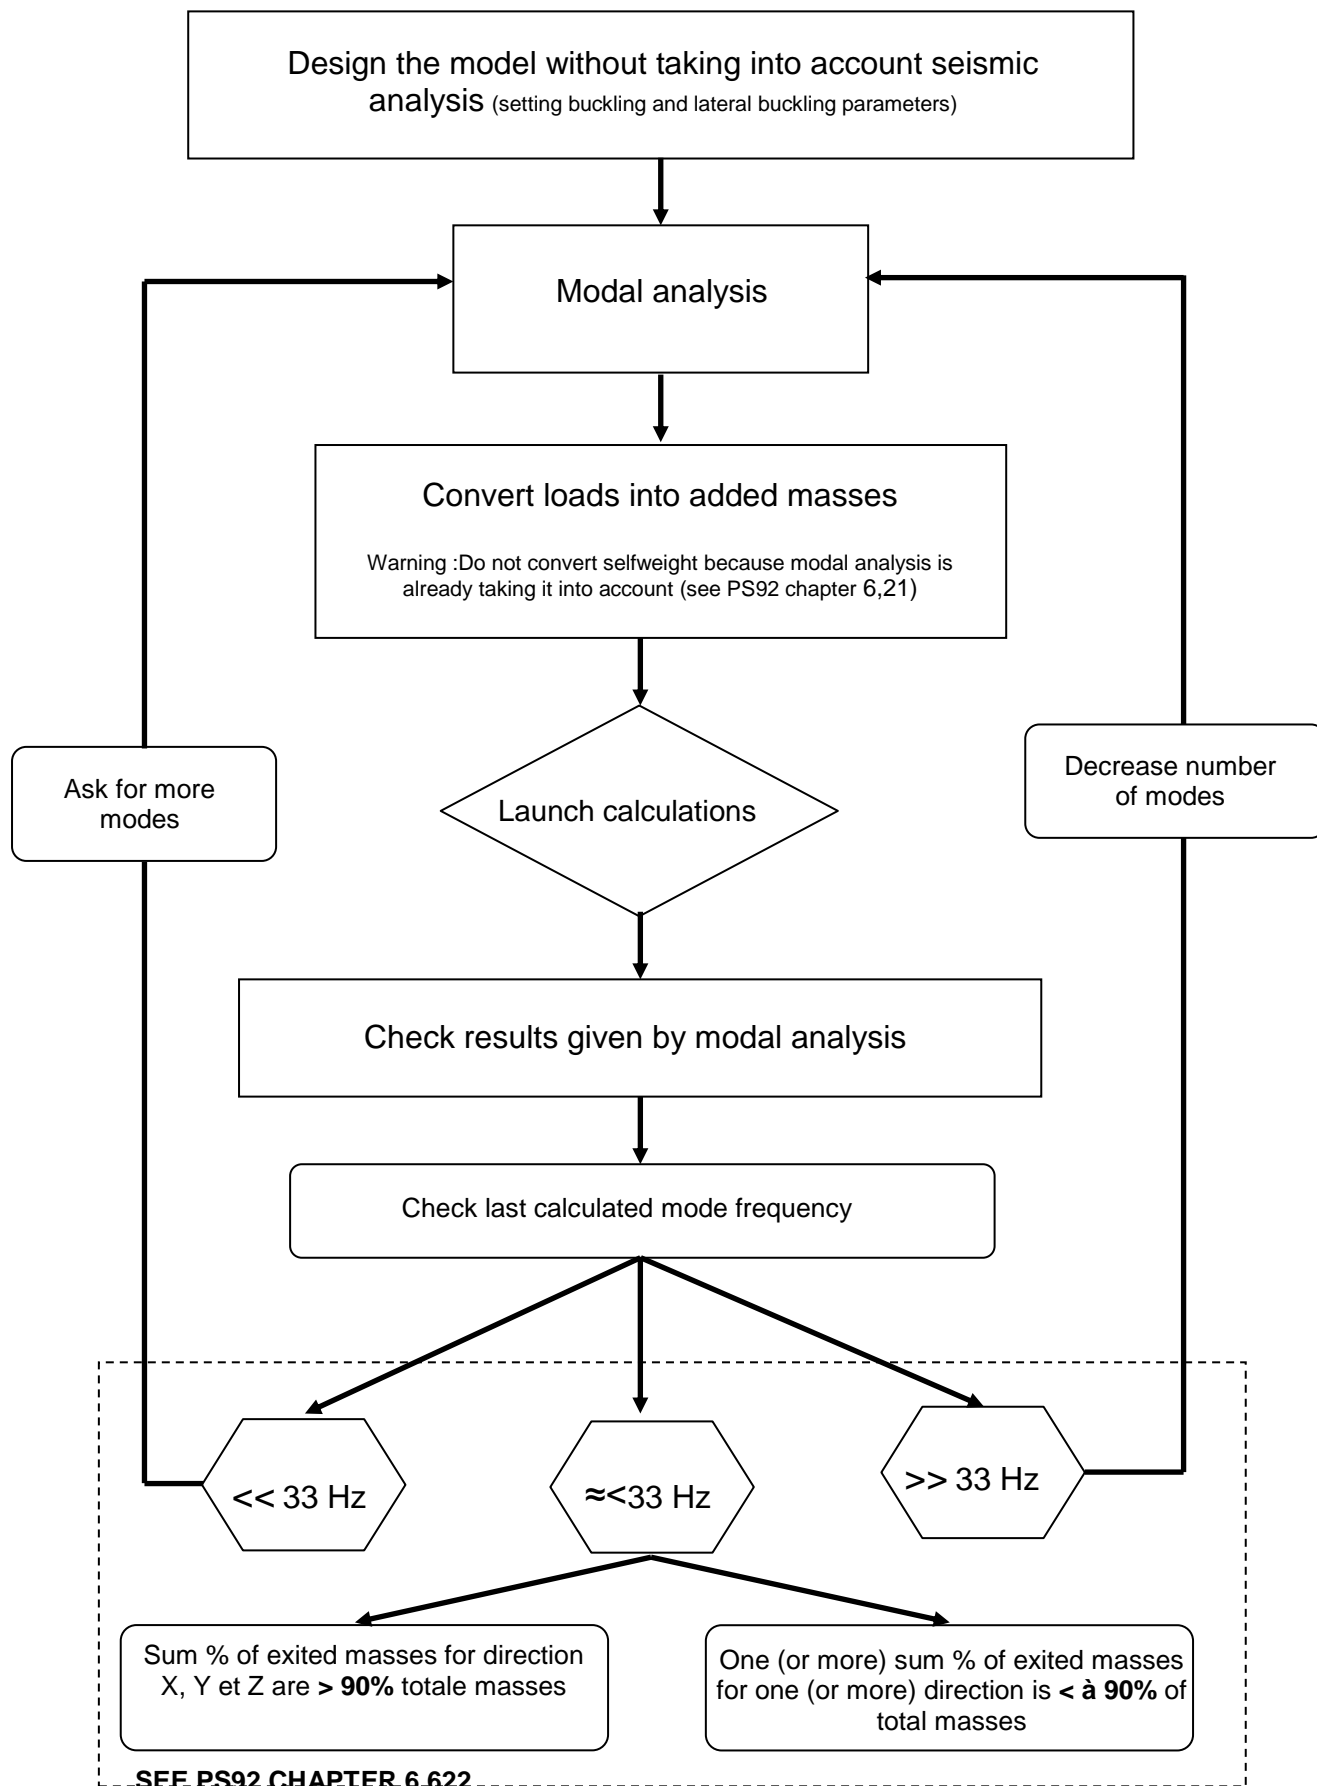 Design the model without taking into account seismic
analysis (setting buckling and lateral buckling parameters)
Modal analysis
Convert loads into added masses
Warning :Do not convert selfweight because modal analysis is
already taking it into account (see PS92 chapter 6,21)
Ask for more
modes
Decrease number
of modes
Launch calculations
Check results given by modal analysis
Check last calculated mode frequency
<< 33 Hz
≈<33 Hz
>> 33 Hz
Sum % of exited masses for direction
X, Y et Z are > 90% totale masses
One (or more) sum % of exited masses
for one (or more) direction is < à 90% of
total masses
SEE PS92 CHAPTER 6.622